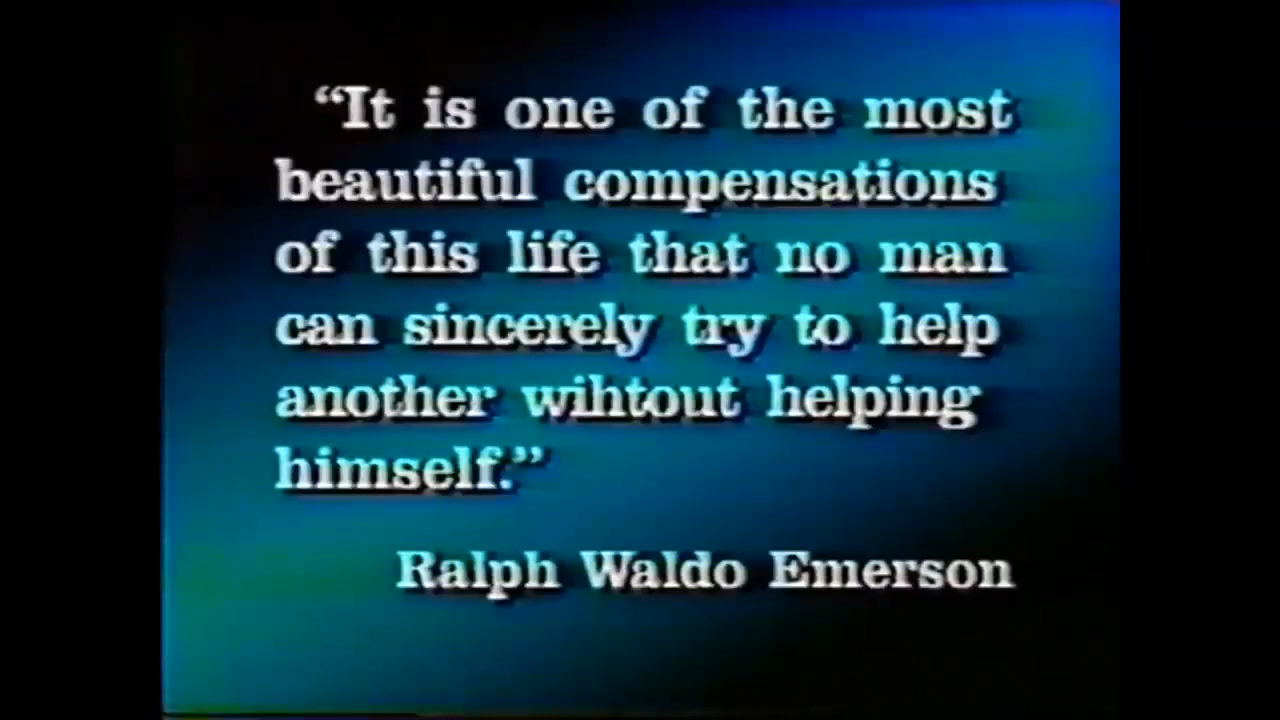 “It is one of the most
beautiful compensations
of this life that no man
can sincerely try to help
another wihtout helping
himself.”
Ralph Waldo Emerson